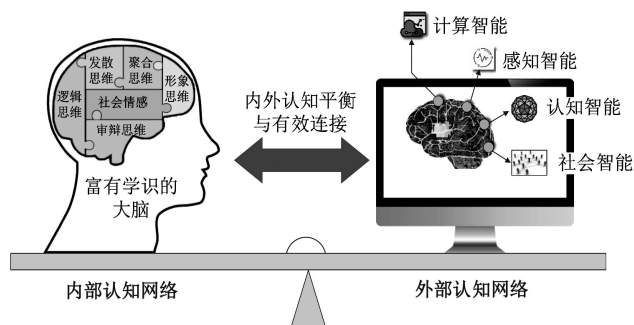 发散
思维
聚合
思维
形象
思维
逻辑
思维
社会情感
审辩思维
富有学识的
大脑
内外认知平衡
与有效连接
计算智能
感知智能
认知智能
社会智能
内部认知网络
外部认知网络